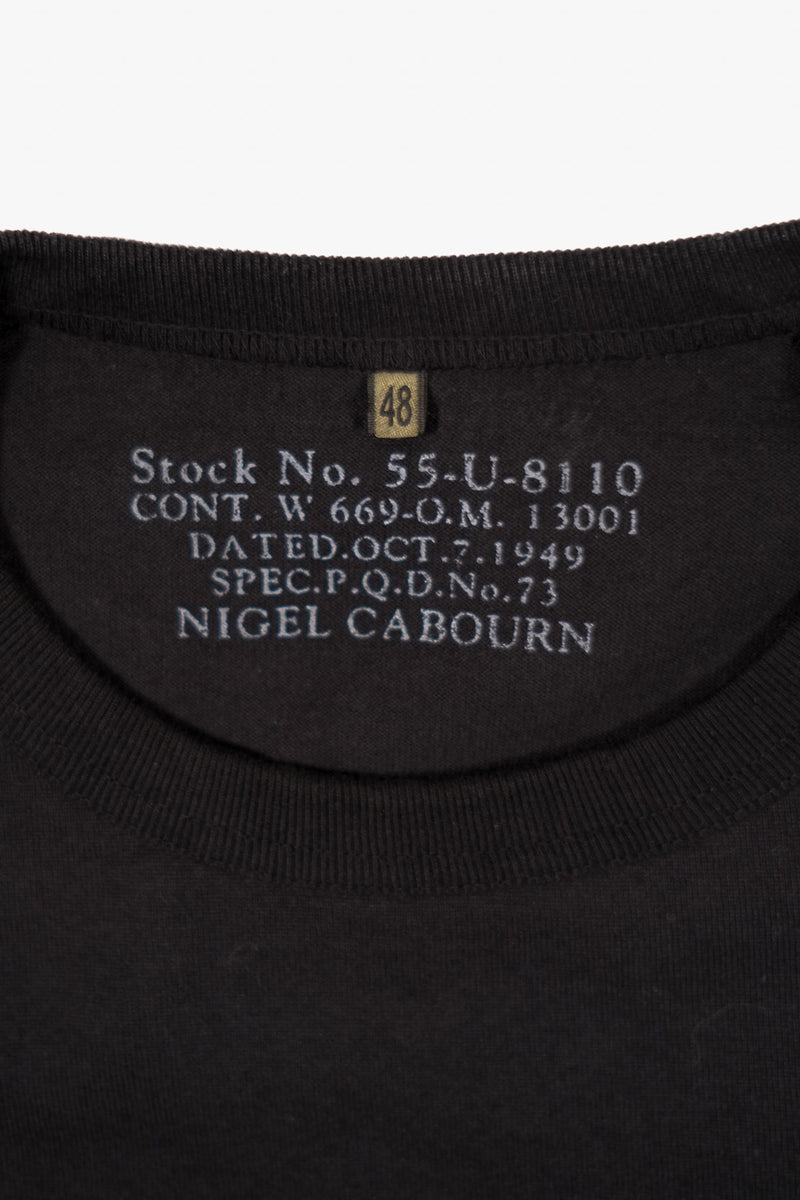 48
Stock No. 55-U-8110
CONT. W 669-O.M. 13001
DATED.OCT.7.1949
SPEC.P.Q.D.No.73
NIGEL CABOURN